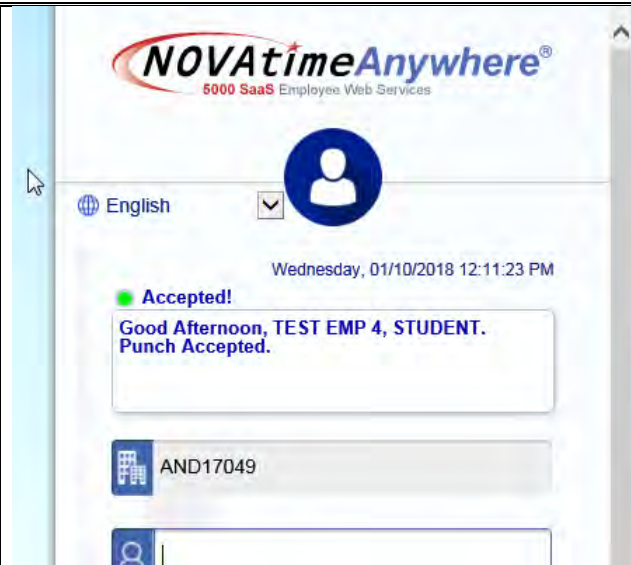 NOVAtimeAnywhere®
5000 SaaS Employee Web Services
English
Wednesday, 01/10/2018 12:11:23 PM
Accepted!
Good Afternoon, TEST EMP 4, STUDENT.
Punch Accepted.
AND17049